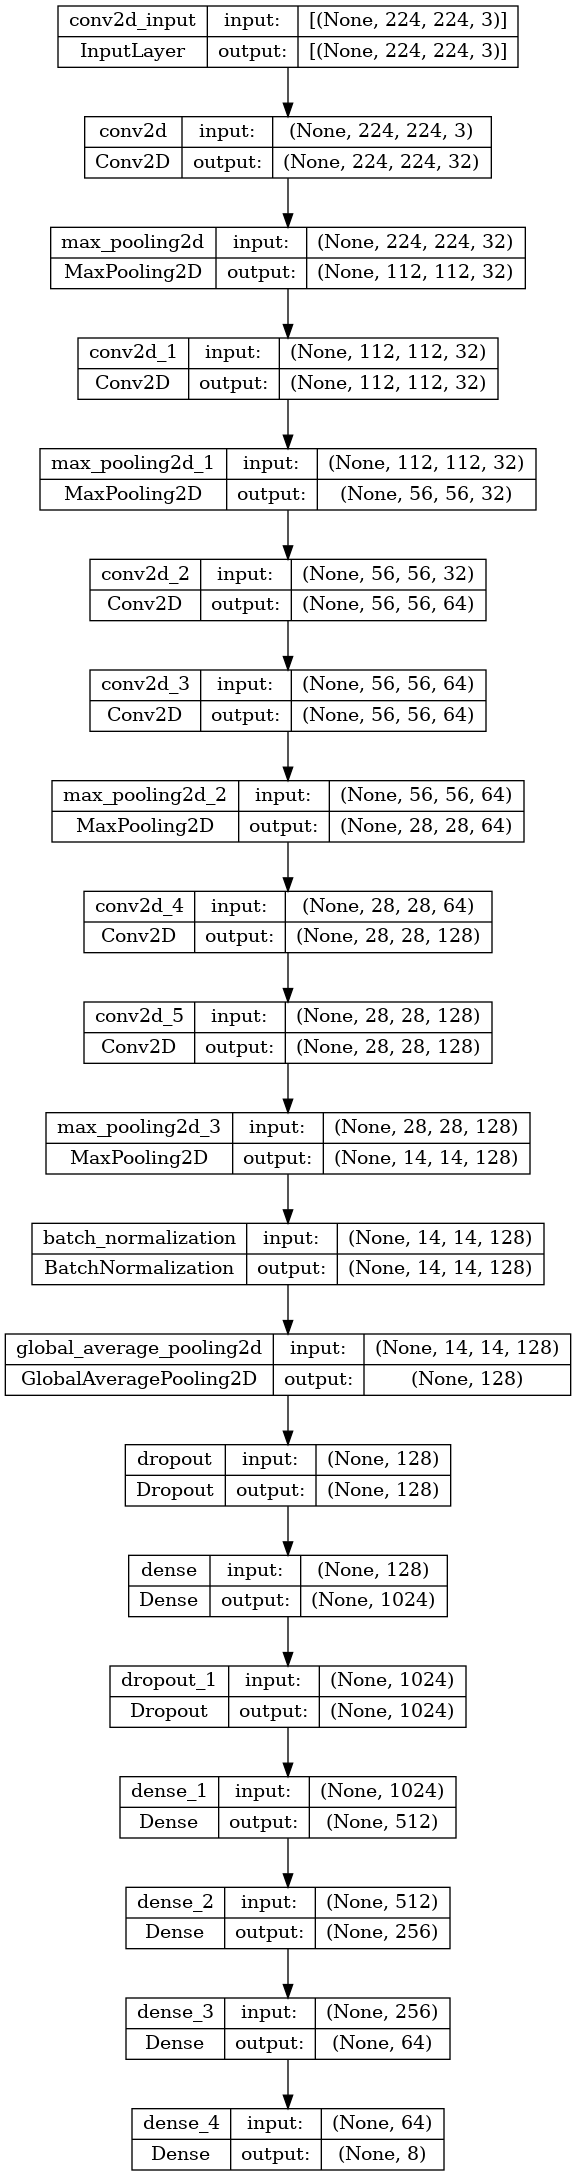 conv2d_input input: [(None, 224, 224, 3)]
InputLayer output: [(None, 224, 224, 3)]
conv2d input: (None, 224, 224, 3)
Conv2D output: (None, 224, 224, 32)
max_pooling2d input: (None, 224, 224, 32)
MaxPooling2D output: (None, 112, 112, 32)
conv2d_1 input: (None, 112, 112, 32)
Conv2D output: (None, 112, 112, 32)
max_pooling2d_1 input: (None, 112, 112, 32)
MaxPooling2D output: (None, 56, 56, 32)
conv2d_2 input: (None, 56, 56, 32)
Conv2D output: (None, 56, 56, 64)
conv2d_3 input: (None, 56, 56, 64)
Conv2D output: (None, 56, 56, 64)
max_pooling2d_2 input: (None, 56, 56, 64)
MaxPooling2D output: (None, 28, 28, 64)
conv2d_4 input: (None, 28, 28, 64)
Conv2D output: (None, 28, 28, 128)
conv2d_5 input: (None, 28, 28, 128)
Conv2D output: (None, 28, 28, 128)
max_pooling2d_3 input: (None, 28, 28, 128)
MaxPooling2D output: (None, 14, 14, 128)
batch_normalization input: (None, 14, 14, 128)
BatchNormalization output: (None, 14, 14, 128)
global_average_pooling2d input: (None, 14, 14, 128)
GlobalAveragePooling2D output: (None, 128)
dropout input: (None, 128)
Dropout output: (None, 128)
dense input: (None, 128)
Dense output: (None, 1024)
dropout_1 input: (None, 1024)
Dropout output: (None, 1024)
dense_1 input: (None, 1024)
Dense output: (None, 512)
dense_2 input: (None, 512)
Dense output: (None, 256)
dense_3 input: (None, 256)
Dense output: (None, 64)
dense_4 input: (None, 64)
Dense output: (None, 8)